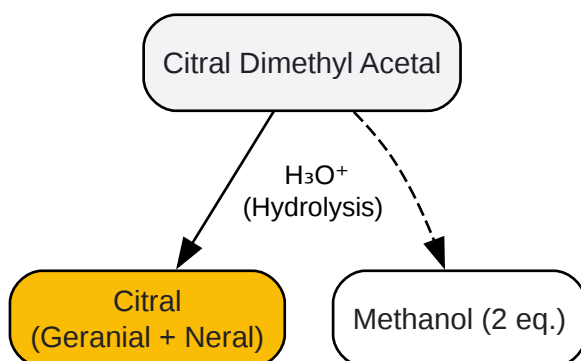 Citral Dimethyl Acetal
H₃O⁺
(Hydrolysis)
Citral
(Geranial + Neral)
Methanol (2 eq.)